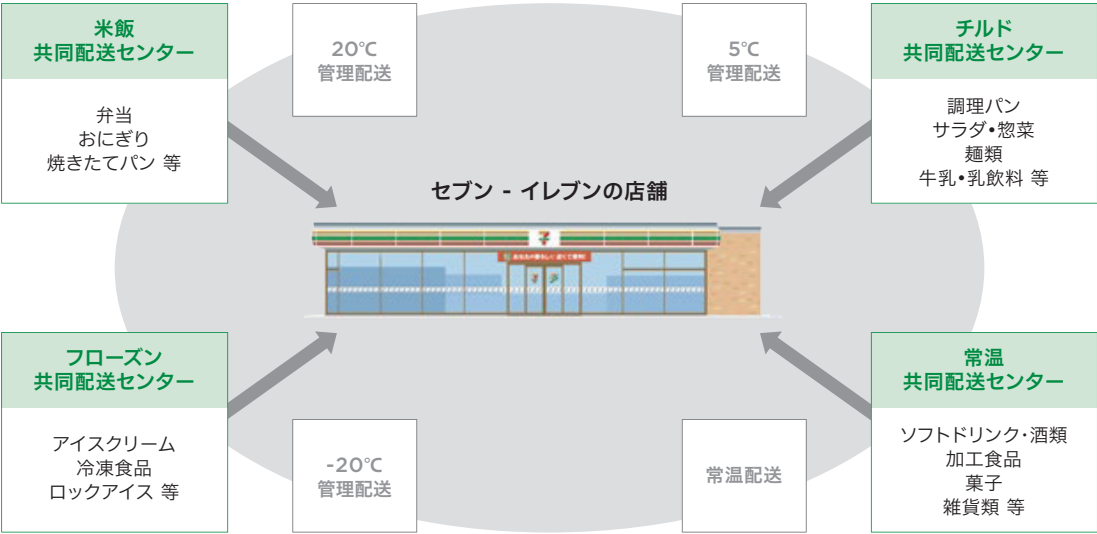 米飯
共同配送センター
弁当
おにぎり
焼きたてパン 等
20℃
管理配送
5℃
管理配送
チルド
共同配送センター
調理パン
サラダ•惣菜
麺類
牛乳•乳飲料 等
セブン - イレブンの店舗
フローズン
共同配送センター
アイスクリーム
冷凍食品
ロックアイス 等
-20℃
管理配送
常温配送
常温
共同配送センター
ソフトドリンク・酒類
加工食品
菓子
雑貨類 等